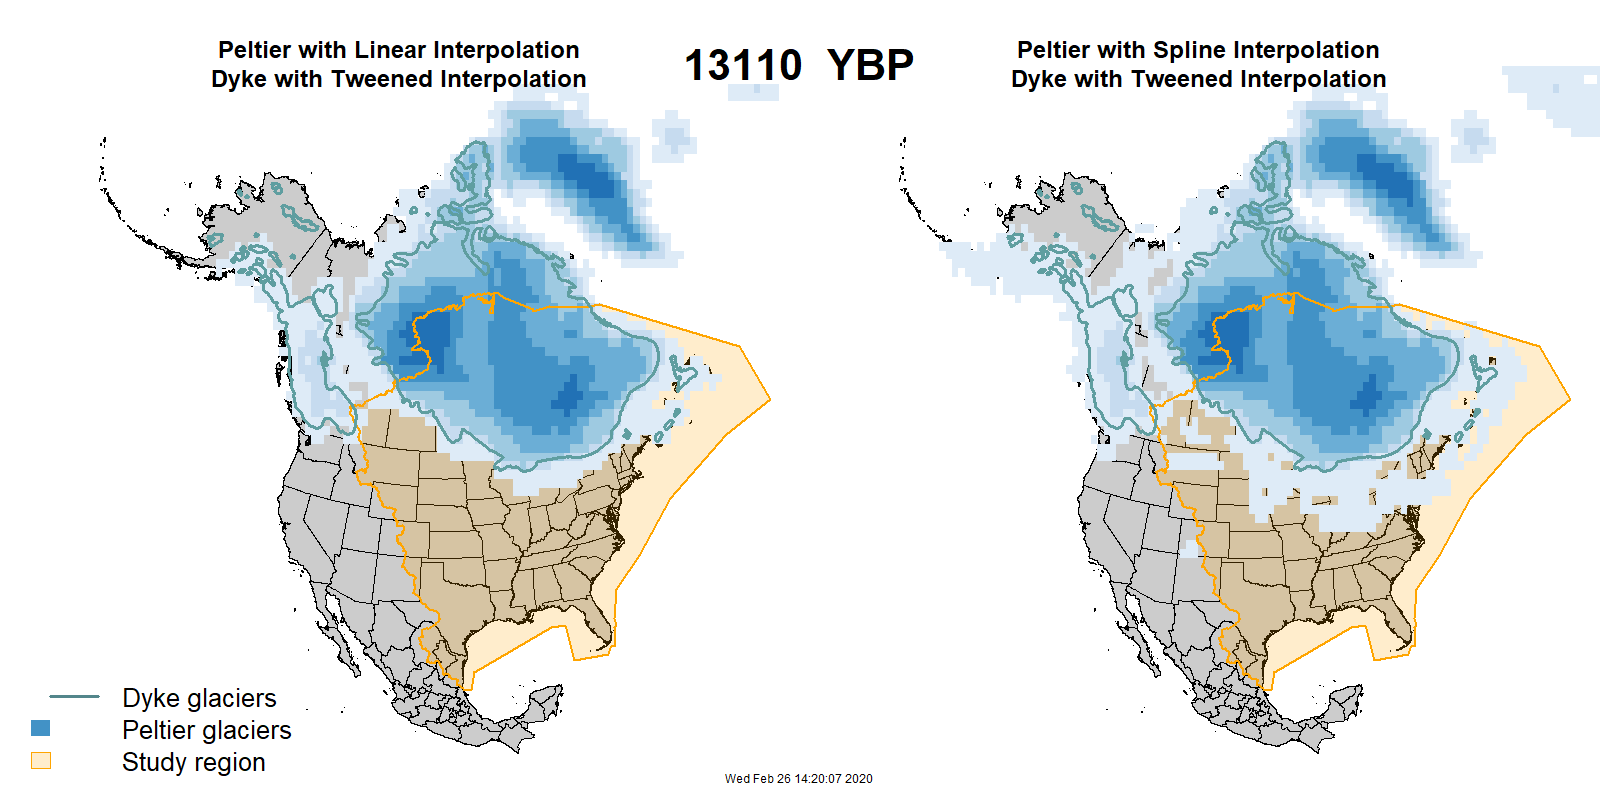 Peltier with Linear Interpolation
Dyke with Tweened Interpolation
13110 YBP
Peltier with Spline Interpolation
Dyke with Tweened Interpolation
Dyke glaciers
Peltier glaciers
Study region
Wed Feb 26 14:20:07 2020